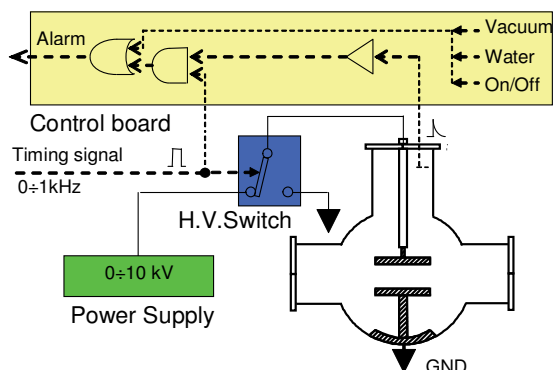 Alarm
Vacuum
Water
On/Off
Control board
Timing signal
0÷1kHz
H.V.Switch
0÷10 kV
Power Supply
GND